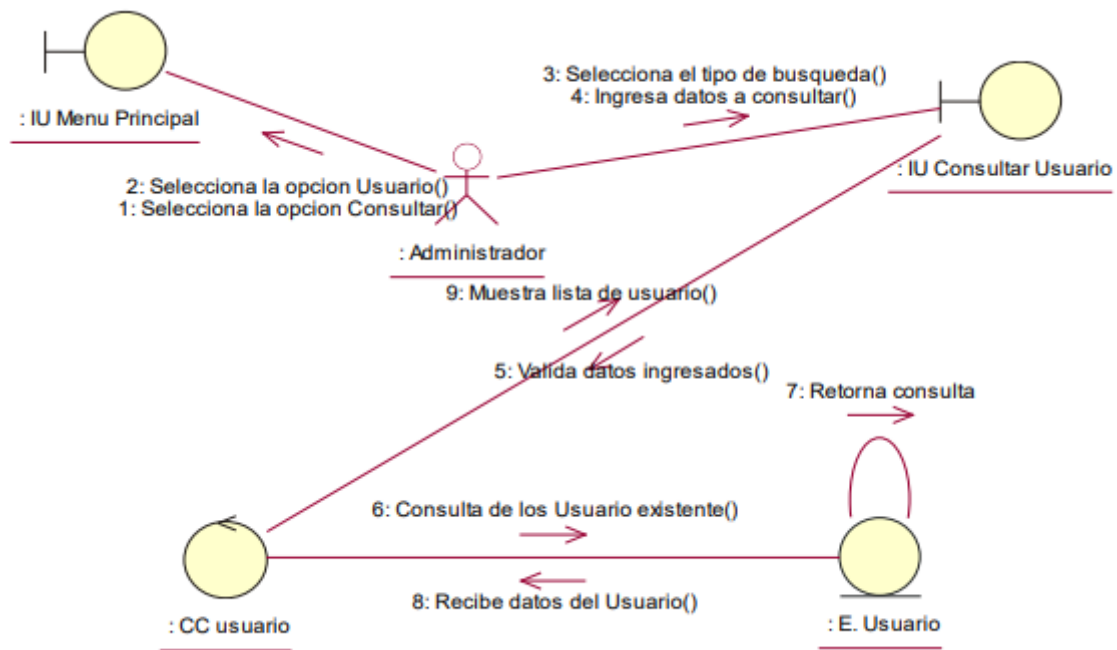 3: Selecciona el tipo de busqueda()
4: Ingresa datos a consultar()
: IU Menu Principal
: IU Consultar Usuario
2: Selecciona la opcion Usuario()
1: Selecciona la opcion Consultar()
: Administrador
9: Muestra lista de usuario()
5: Valida datos ingresados()
7: Retorna consulta
6: Consulta de los Usuario existente()
8: Recibe datos del Usuario()
: CC usuario
: E. Usuario